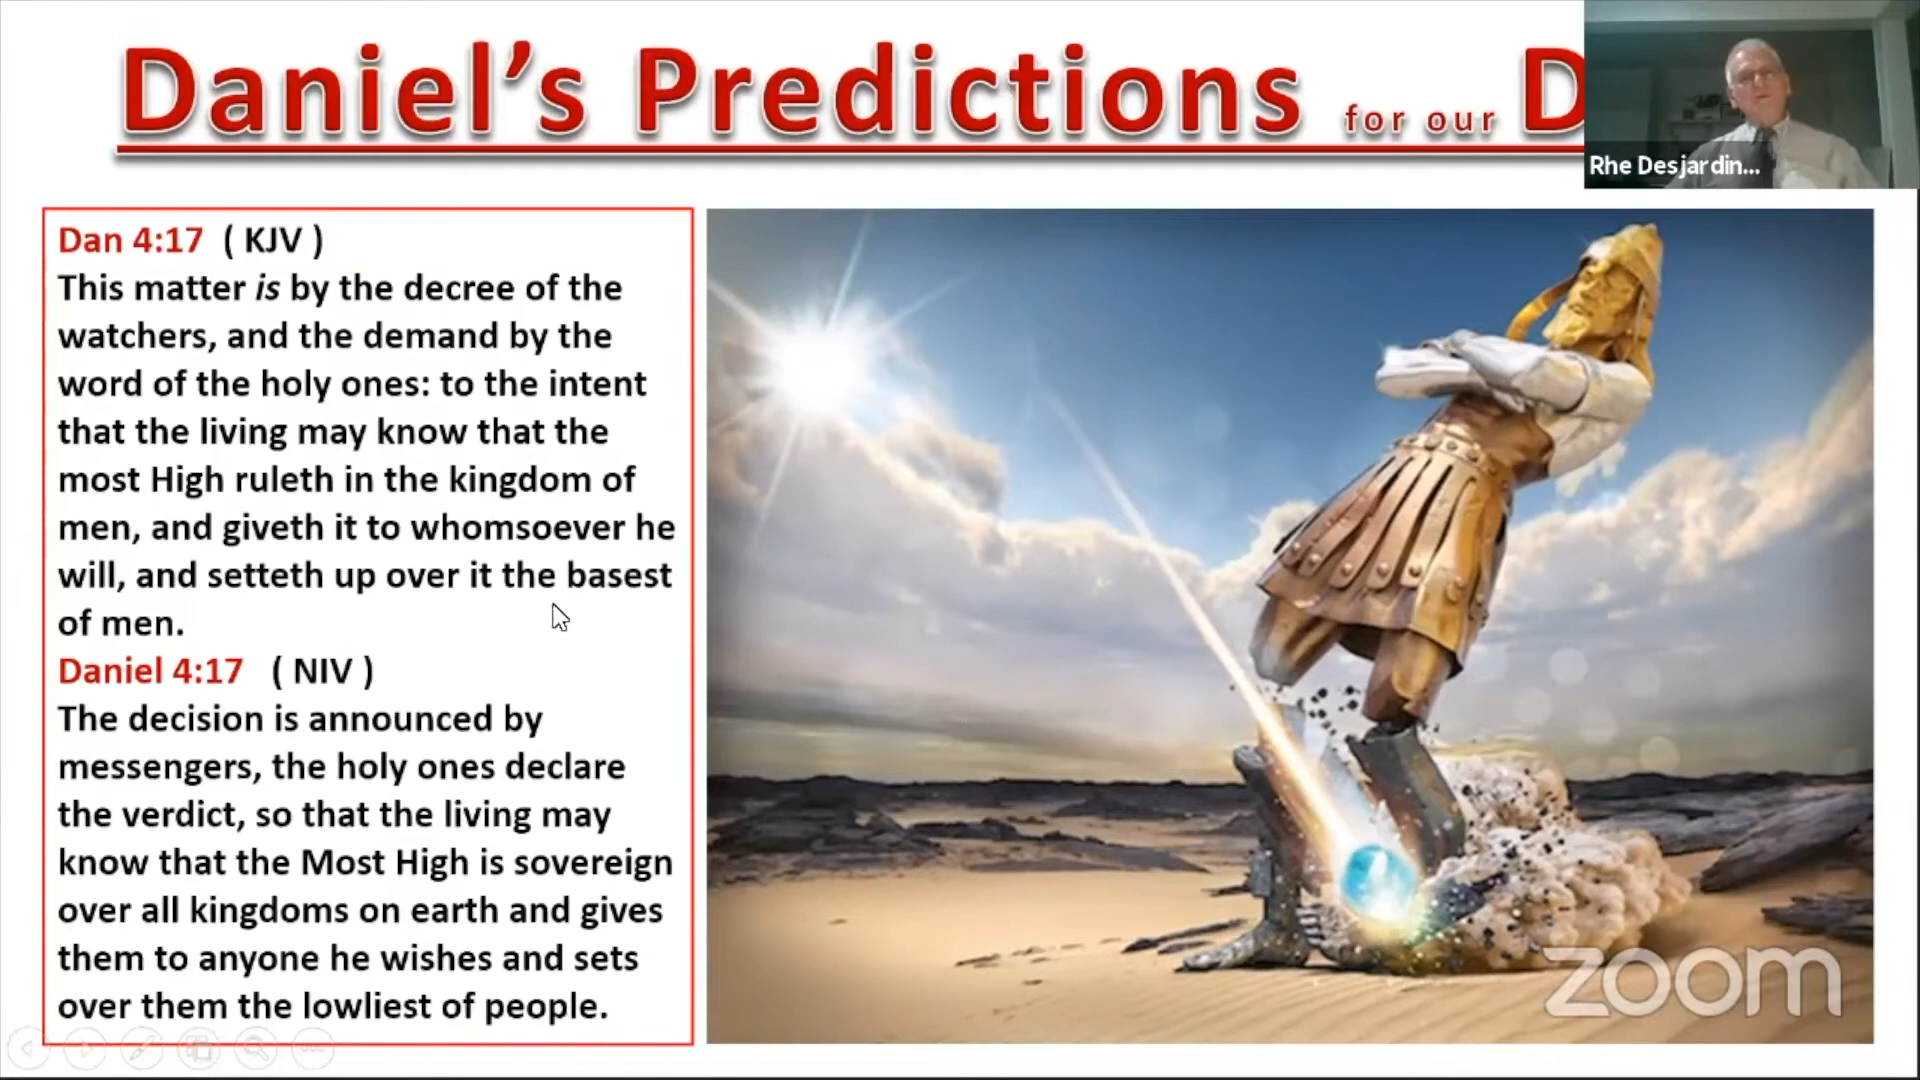 Daniel’s Predictions for our D
Rhe Desjardin...
Dan 4:17 ( KJV )
This matter is by the decree of the
watchers, and the demand by the
word of the holy ones: to the intent
that the living may know that the
most High ruleth in the kingdom of
men, and giveth it to whomsoever he
will, and setteth up over it the basest
of men.
Daniel 4:17 ( NIV )
The decision is announced by
messengers, the holy ones declare
the verdict, so that the living may
know that the Most High is sovereign
over all kingdoms on earth and gives
them to anyone he wishes and sets
over them the lowliest of people.
zoom